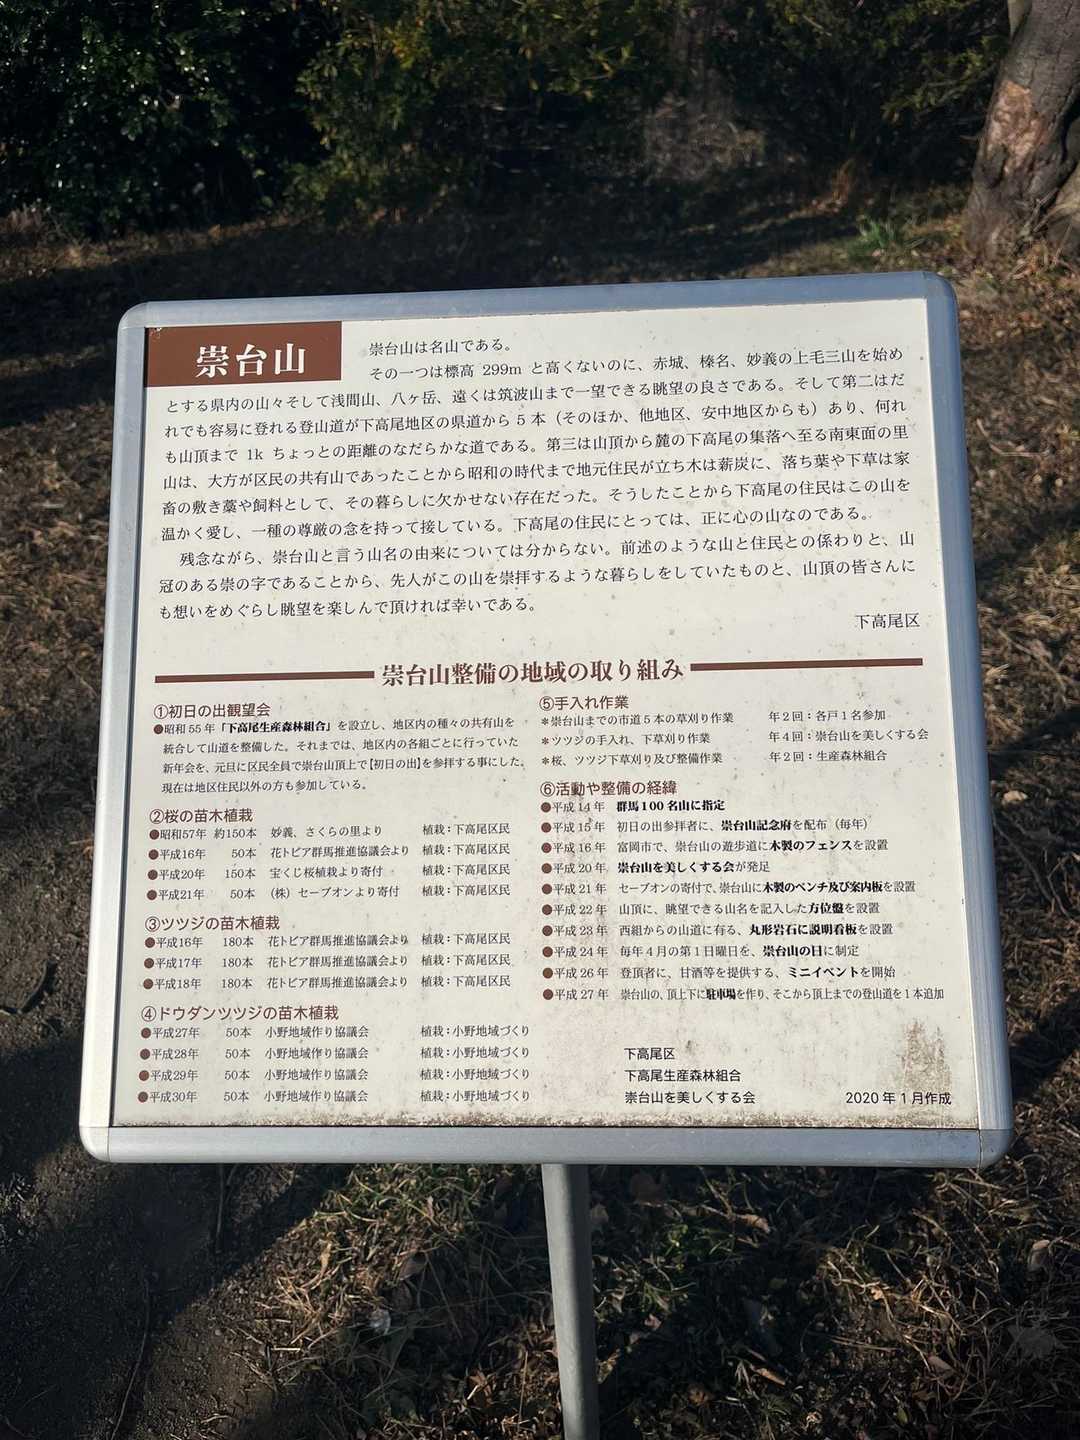 崇台山
崇台山は名山である。
その一つは標高 299m と高くないのに、赤城、榛名、妙義の上毛三山を始め
とする県内の山々そして浅間山、八ヶ岳、遠くは筑波山まで一望できる眺望の良さである。そして第二はだ
れでも容易に登れる登山道が下高尾地区の県道から 5 本（そのほか、他地区、安中地区からも）あり、何れ
も山頂まで 1k ちょっとの距離のなだらかな道である。第三は山頂から麓の下高尾の集落へ至る南東面の里
山は、大方が区民の共有山であったことから昭和の時代まで地元住民が立ち木は薪炭に、落ち葉や下草は家
畜の敷き藁や飼料として、その暮らしに欠かせない存在だった。そうしたことから下高尾の住民はこの山を
温かく愛し、一種の尊厳の念を持って接している。下高尾の住民にとっては、正に心の山なのである。
残念ながら、崇台山と言う山名の由来については分からない。前述のような山と住民との係わりと、山
冠のある崇の字であることから、先人がこの山を崇拝するような暮らしをしていたものと、山頂の皆さんに
も想いをめぐらし眺望を楽しんで頂ければ幸いである。
下高尾区
崇台山整備の地域の取り組み
①初日の出観望会
●昭和 55 年「下高尾生産森林組合」を設立し、地区内の種々の共有山を
統合して山道を整備した。それまでは、地区内の各組ごとに行っていた
新年会を、元旦に区民全員で崇台山頂上で【初日の出】を参拝する事にした。
現在は地区住民以外の方も参加している。
②桜の苗木植栽
●昭和57年 約150本 妙義、さくらの里より 植栽：下高尾区民
●平成16年 50本 花トピア群馬推進協議会より 植栽：下高尾区民
●平成20年 150本 宝くじ桜植栽より寄付 植栽：下高尾区民
●平成21年 50本 （株）セーブオンより寄付 植栽：下高尾区民
③ツツジの苗木植栽
●平成16年 180本 花トピア群馬推進協議会より 植栽：下高尾区民
●平成17年 180本 花トピア群馬推進協議会より 植栽：下高尾区民
●平成18年 180本 花トピア群馬推進協議会より 植栽：下高尾区民
④ドウダンツツジの苗木植栽
●平成27年 50本 小野地域作り協議会 植栽：小野地域づくり
●平成28年 50本 小野地域作り協議会 植栽：小野地域づくり
●平成29年 50本 小野地域作り協議会 植栽：小野地域づくり
●平成30年 50本 小野地域作り協議会 植栽：小野地域づくり
⑤手入れ作業
＊崇台山までの市道５本の草刈り作業 年２回：各戸１名参加
＊ツツジの手入れ、下草刈り作業 年４回：崇台山を美しくする会
＊桜、ツツジ下草刈り及び整備作業 年２回：生産森林組合
⑥活動や整備の経緯
●平成 14 年 群馬 100 名山に指定
●平成 15 年 初日の出参拝者に、崇台山記念府を配布（毎年）
●平成 16 年 富岡市で、崇台山の遊歩道に木製のフェンスを設置
●平成 20 年 崇台山を美しくする会が発足
●平成 21 年 セーブオンの寄付で、崇台山に木製のベンチ及び案内板を設置
●平成 22 年 山頂に、眺望できる山名を記入した方位盤を設置
●平成 23 年 西組からの山道に有る、丸形岩石に説明看板を設置
●平成 24 年 毎年４月の第１日曜日を、崇台山の日に制定
●平成 26 年 登頂者に、甘酒等を提供する、ミニイベントを開始
●平成 27 年 崇台山の、頂上下に駐車場を作り、そこから頂上までの登山道を１本追加
下高尾区
下高尾生産森林組合
崇台山を美しくする会
2020 年 1 月作成